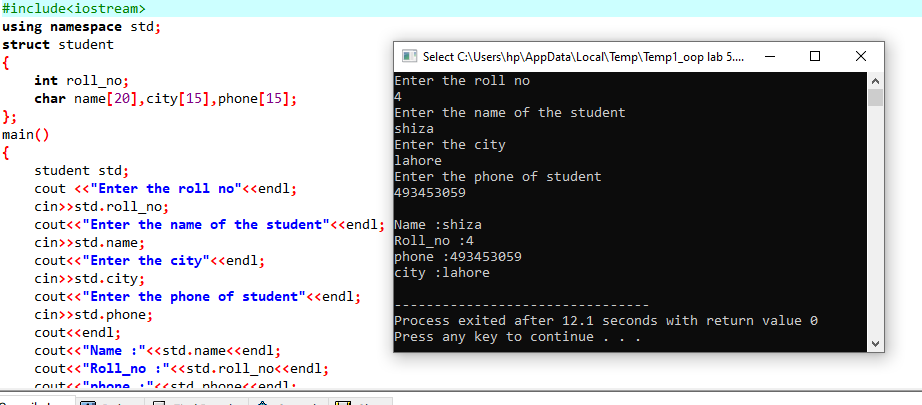 #include<iostream>
using namespace std;
struct student
{
int roll_no;
char name[20],city[15],phone[15];
};
main()
{
student std;
cout <<"Enter the roll no"<<endl;
cin>>std.roll_no;
cout<<"Enter the name of the student"<<endl;
cin>>std.name;
cout<<"Enter the city"<<endl;
cin>>std.city;
cout<<"Enter the phone of student"<<endl;
cin>>std.phone;
cout<<endl;
cout<<"Name :"<<std.name<<endl;
cout<<"Roll_no :"<<std.roll_no<<endl;
cout<<"phone :"<<std.phone<<endl;
Select C:\Users\hp\AppData\Local\Temp\Temp1_oop lab 5....
Enter the roll no
4
Enter the name of the student
shiza
Enter the city
lahore
Enter the phone of student
493453059
Name :shiza
Roll_no :4
phone :493453059
city :lahore
--------------------------------
Process exited after 12.1 seconds with return value 0
Press any key to continue . . .